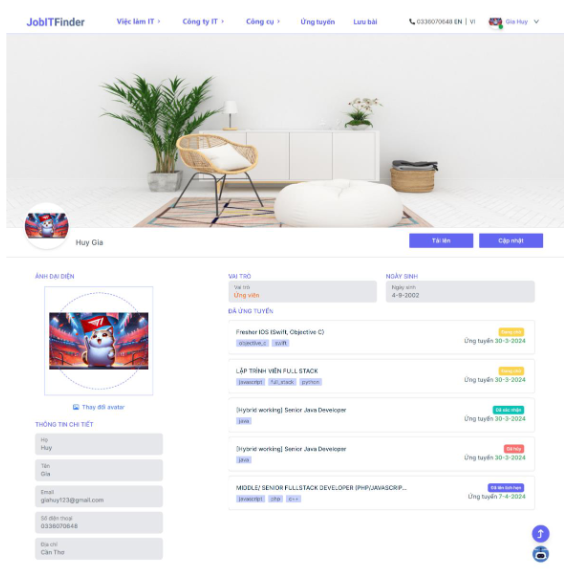 JobITFinder
Việc làm IT
Công ty IT
Công cụ
Ứng tuyển
Lưu bài
0336070648 EN | VI
Gia Huy
Huy Gia
Tải lên
Cập nhật
ẢNH ĐẠI DIỆN
Thay đổi avatar
THÔNG TIN CHI TIẾT
Họ
Huy
Tên
Gia
Email
giahuy123@gmail.com
Số điện thoại
0336070648
Địa chỉ
Cần Thơ
VAI TRÒ
Vai trò
Ứng viên
NGÀY SINH
Ngày sinh
4-9-2002
ĐÃ ỨNG TUYỂN
Fresher IOS (Swift, Objective C)
objective_c swift
Ứng tuyển 30-3-2024
LẬP TRÌNH VIÊN FULL STACK
javascript full_stack python
Ứng tuyển 30-3-2024
[Hybrid working] Senior Java Developer
java
Đã xác nhận
Ứng tuyển 30-3-2024
[Hybrid working] Senior Java Developer
java
Đã hủy
Ứng tuyển 30-3-2024
MIDDLE/ SENIOR FULLSTACK DEVELOPER (PHP/JAVASCRIP...
javascript php c++
Đã lên lịch hẹn
Ứng tuyển 7-4-2024